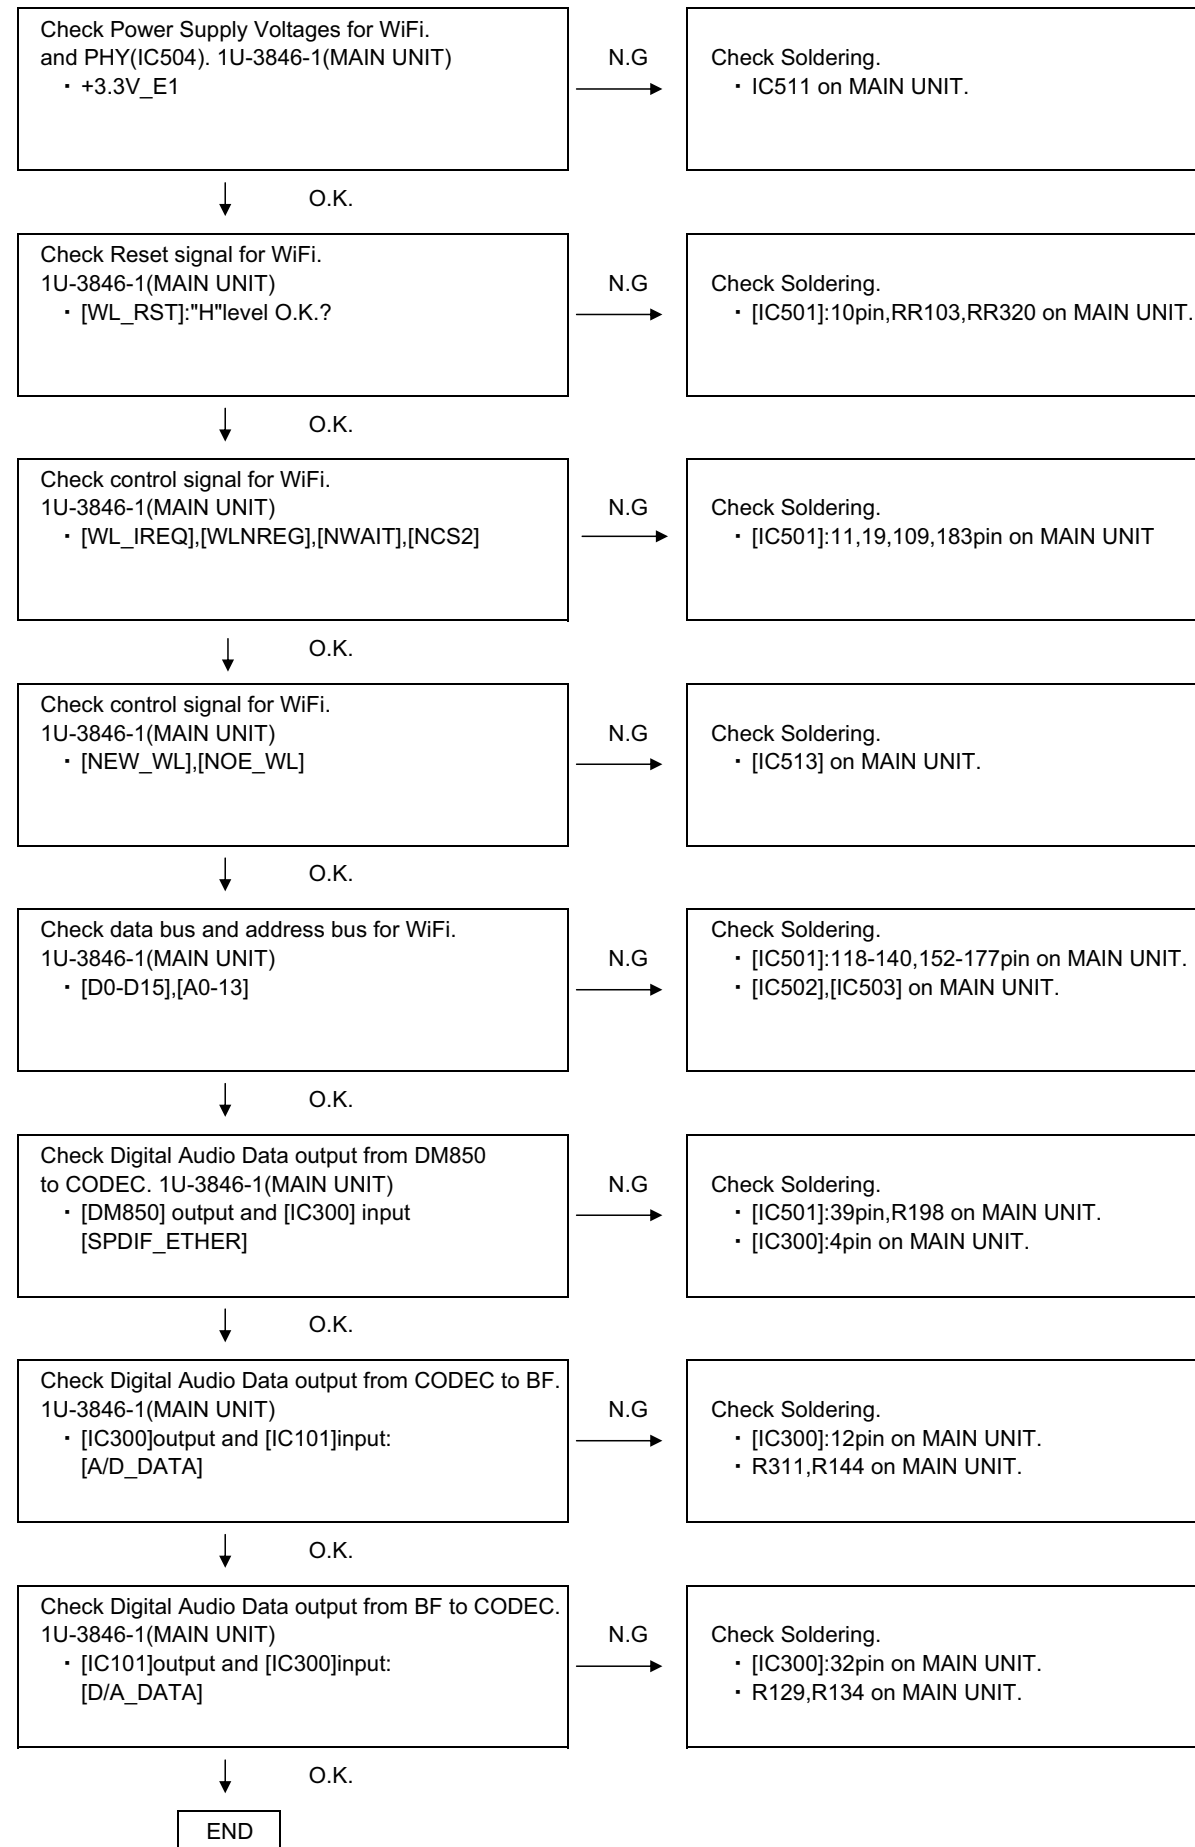 Check Power Supply Voltages for WiFi.
and PHY(IC504). 1U-3846-1(MAIN UNIT)
・+3.3V_E1
N.G
Check Soldering.
・IC511 on MAIN UNIT.
O.K.
Check Reset signal for WiFi.
1U-3846-1(MAIN UNIT)
・[WL_RST]:"H"level O.K.?
N.G
Check Soldering.
・[IC501]:10pin,RR103,RR320 on MAIN UNIT.
O.K.
Check control signal for WiFi.
1U-3846-1(MAIN UNIT)
・[WL_IREQ],[WLNREG],[NWAIT],[NCS2]
N.G
Check Soldering.
・[IC501]:11,19,109,183pin on MAIN UNIT
O.K.
Check control signal for WiFi.
1U-3846-1(MAIN UNIT)
・[NEW_WL],[NOE_WL]
N.G
Check Soldering.
・[IC513] on MAIN UNIT.
O.K.
Check data bus and address bus for WiFi.
1U-3846-1(MAIN UNIT)
・[D0-D15],[A0-13]
N.G
Check Soldering.
・[IC501]:118-140,152-177pin on MAIN UNIT.
・[IC502],[IC503] on MAIN UNIT.
O.K.
Check Digital Audio Data output from DM850
to CODEC. 1U-3846-1(MAIN UNIT)
・[DM850] output and [IC300] input
[SPDIF_ETHER]
N.G
Check Soldering.
・[IC501]:39pin,R198 on MAIN UNIT.
・[IC300]:4pin on MAIN UNIT.
O.K.
Check Digital Audio Data output from CODEC to BF.
1U-3846-1(MAIN UNIT)
・[IC300]output and [IC101]input:
[A/D_DATA]
N.G
Check Soldering.
・[IC300]:12pin on MAIN UNIT.
・R311,R144 on MAIN UNIT.
O.K.
Check Digital Audio Data output from BF to CODEC.
1U-3846-1(MAIN UNIT)
・[IC101]output and [IC300]input:
[D/A_DATA]
N.G
Check Soldering.
・[IC300]:32pin on MAIN UNIT.
・R129,R134 on MAIN UNIT.
O.K.
END